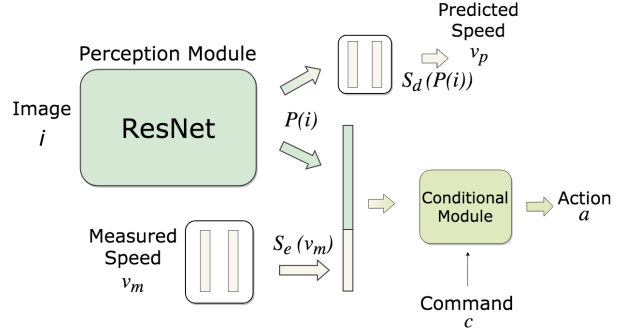 Perception Module
Image
i
ResNet
P(i)
Predicted
Speed
v_p
S_d (P(i))
Measured
Speed
v_m
S_e (v_m)
Conditional
Module
Action
a
Command
c